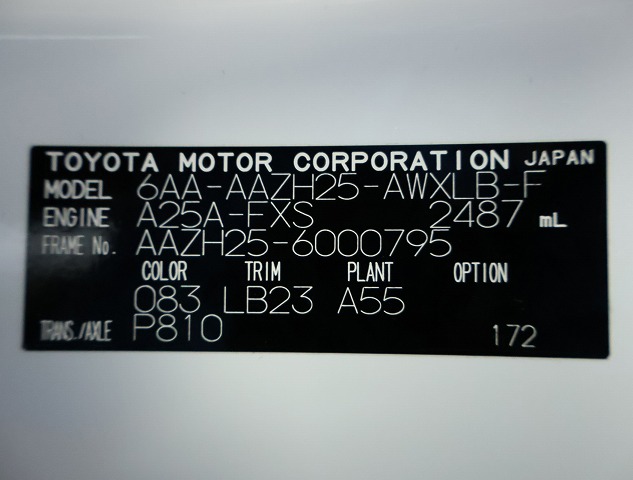 TOYOTA MOTOR CORPORATION JAPAN
MODEL 6AA-AAZH25-AWXLB-F
ENGINE A25A-FXS 2487 mL
FRAME No. AAZH25-6000795
COLOR TRIM PLANT OPTION
083 LB23 A55
TRANS./AXLE P810 172